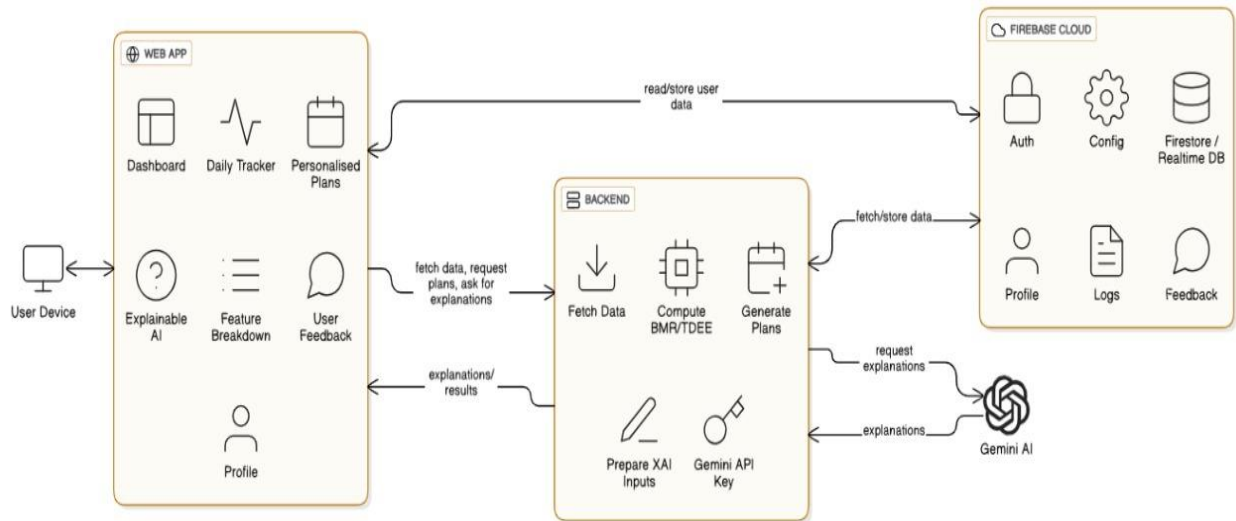 WEB APP
Dashboard
Daily Tracker
Personalised
Plans
Explainable
AI
Feature
Breakdown
User
Feedback
Profile
User Device
read/store user
data
fetch data, request
plans, ask for
explanations
explanations/
results
BACKEND
Fetch Data
Compute
BMR/TDEE
Generate
Plans
Prepare XAI
Inputs
Gemini API
Key
FIREBASE CLOUD
Auth
Config
Firestore /
Realtime DB
Profile
Logs
Feedback
fetch/store data
request
explanations
explanations
Gemini AI